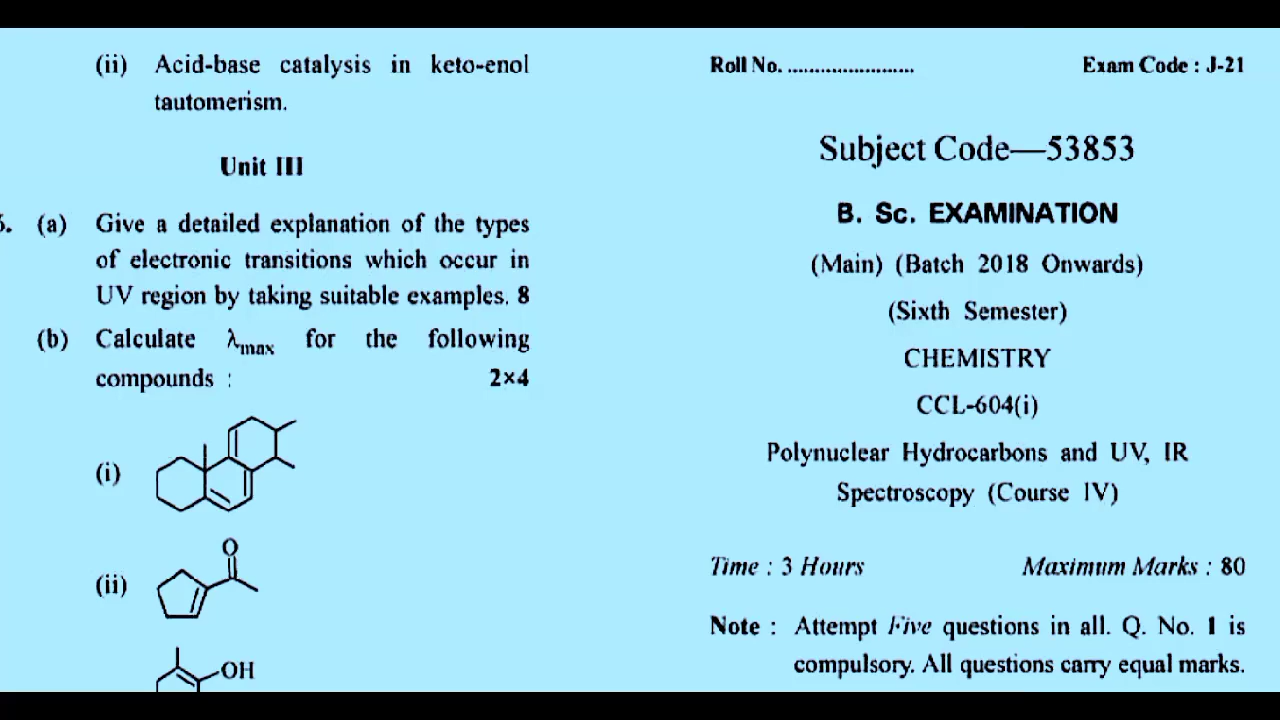 (ii) Acid-base catalysis in keto-enol
tautomerism.
Unit III
(a) Give a detailed explanation of the types
of electronic transitions which occur in
UV region by taking suitable examples. 8
(b) Calculate λmax for the following
compounds : 2×4
(i)
(ii)
O
OH
Roll No. ....................... Exam Code : J-21
Subject Code—53853
B. Sc. EXAMINATION
(Main) (Batch 2018 Onwards)
(Sixth Semester)
CHEMISTRY
CCL-604(i)
Polynuclear Hydrocarbons and UV, IR
Spectroscopy (Course IV)
Time : 3 Hours Maximum Marks : 80
Note : Attempt Five questions in all. Q. No. 1 is
compulsory. All questions carry equal marks.